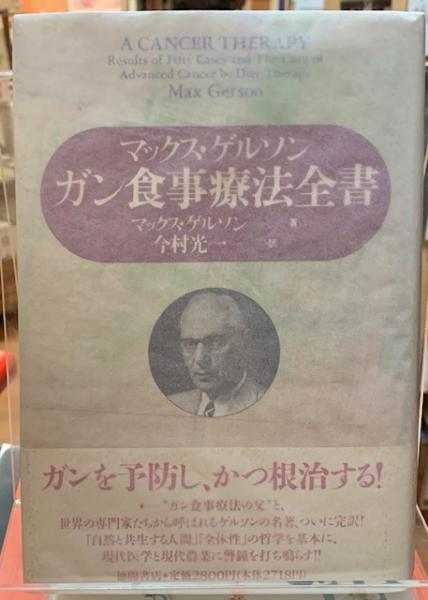 A CANCER THERAPY
Results of Fifty Cases and The Cure of
Advanced Cancer by Diet Therapy
Max Gerson
マックス・ゲルソン
ガン食事療法全書
マックス・ゲルソン 著
今村光一 訳
ガンを予防し、かつ根治する!
“ガン食事療法の父”と、
世界の専門家たちから呼ばれるゲルソンの名著、ついに完訳!
「自然と共生する人間」「全体性」の哲学を基本に、
現代医学と現代農業に警鐘を打ち鳴らす!!
徳間書店・定価2800円(本体2718円)